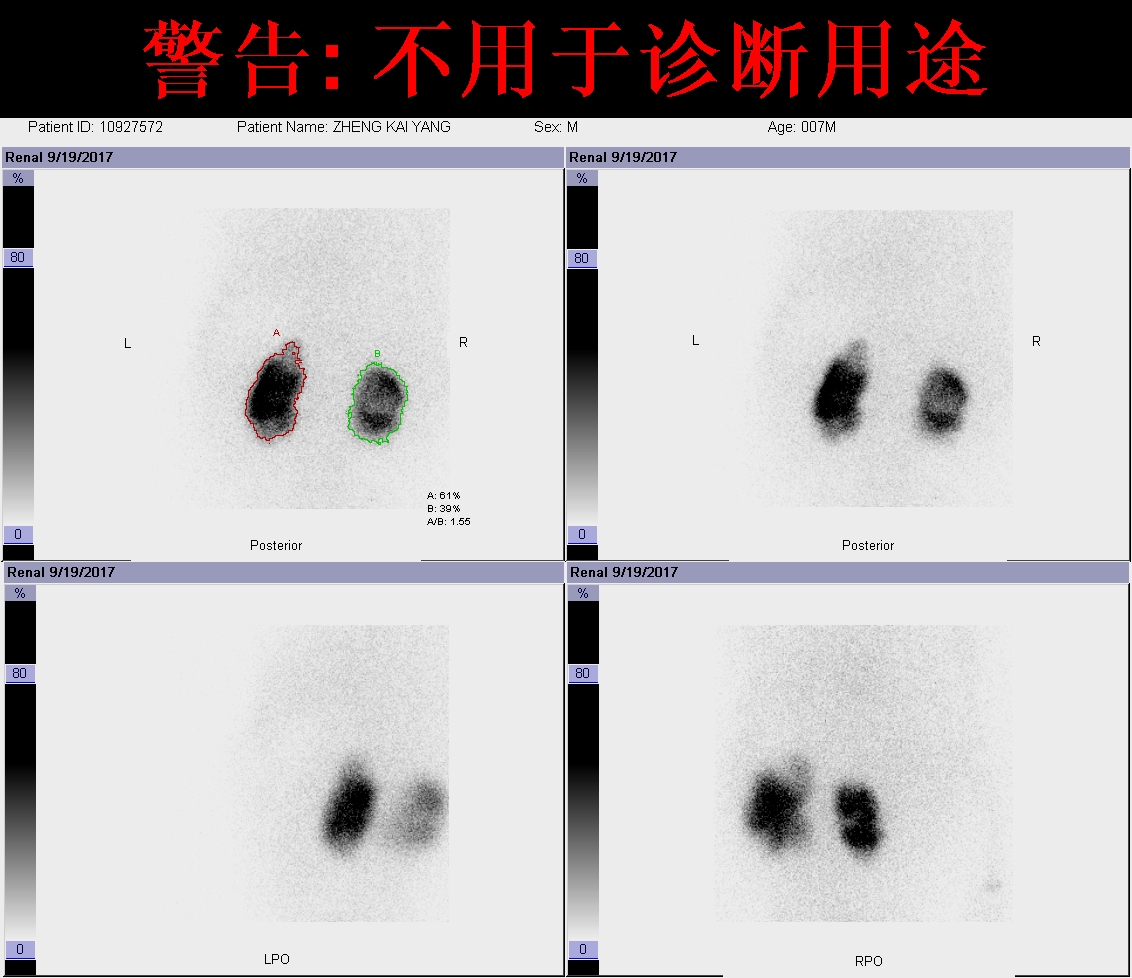 警告: 不用于诊断用途
Patient ID: 10927572 Patient Name: ZHENG KAI YANG Sex: M Age: 007M
Renal 9/19/2017
%
80
0
L
R
A
B
A: 61%
B: 39%
A/B: 1.55
Posterior
Renal 9/19/2017
%
80
0
L
R
Posterior
Renal 9/19/2017
%
80
0
LPO
Renal 9/19/2017
%
80
0
RPO